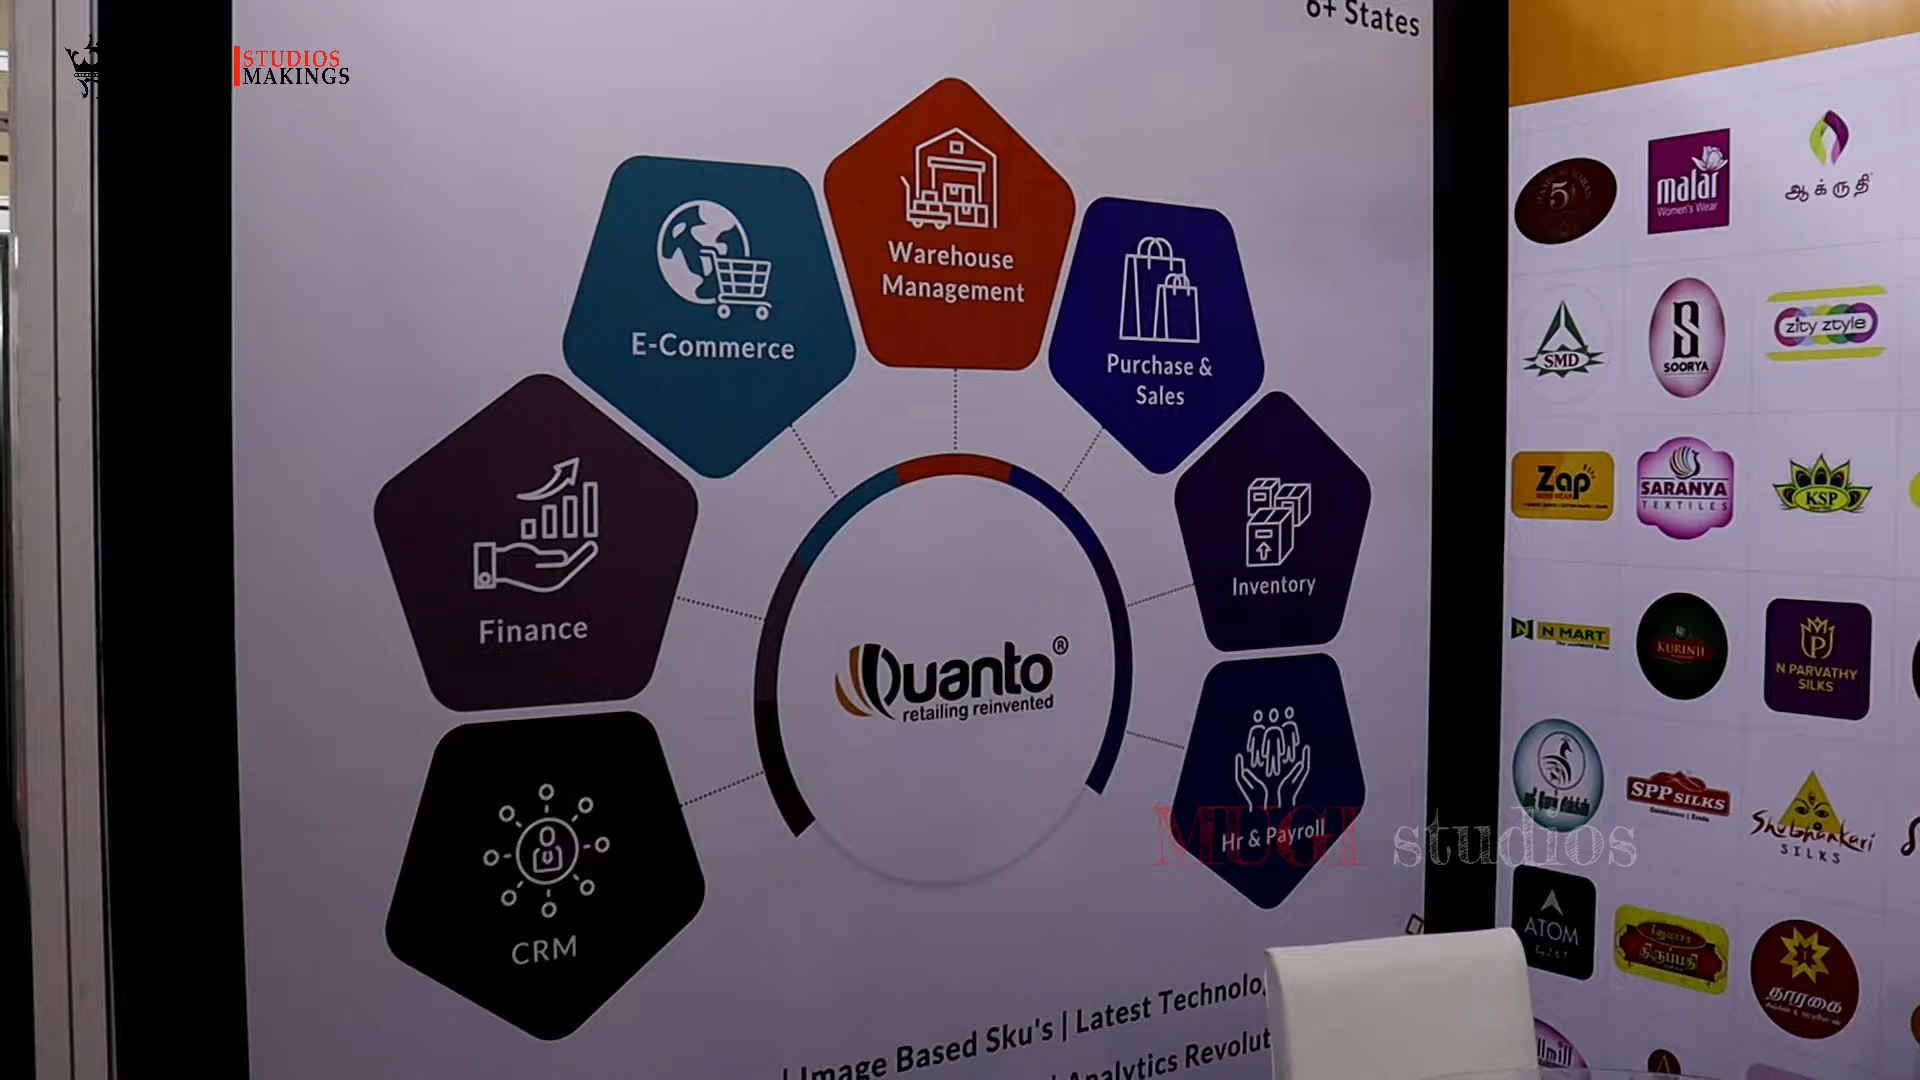 6+ States
STUDIOS
MAKINGS
Warehouse
Management
E-Commerce
Purchase &
Sales
Finance
Inventory
Quanto®
retailing reinvented
Hr & Payroll
CRM
MUGI studios
Image Based Sku's | Latest Technolo
Analytics Revolut
5
malar
Women's Wear
ஆக்ருதி
SMD
SOORYA
zity ztyle
Zap
SARANYA
TEXTILES
KSP
N MART
KURINJI
N PARVATHY
SILKS
SPP SILKS
Shubhankari
SILKS
ATOM
திருப்பதி
தாரகை